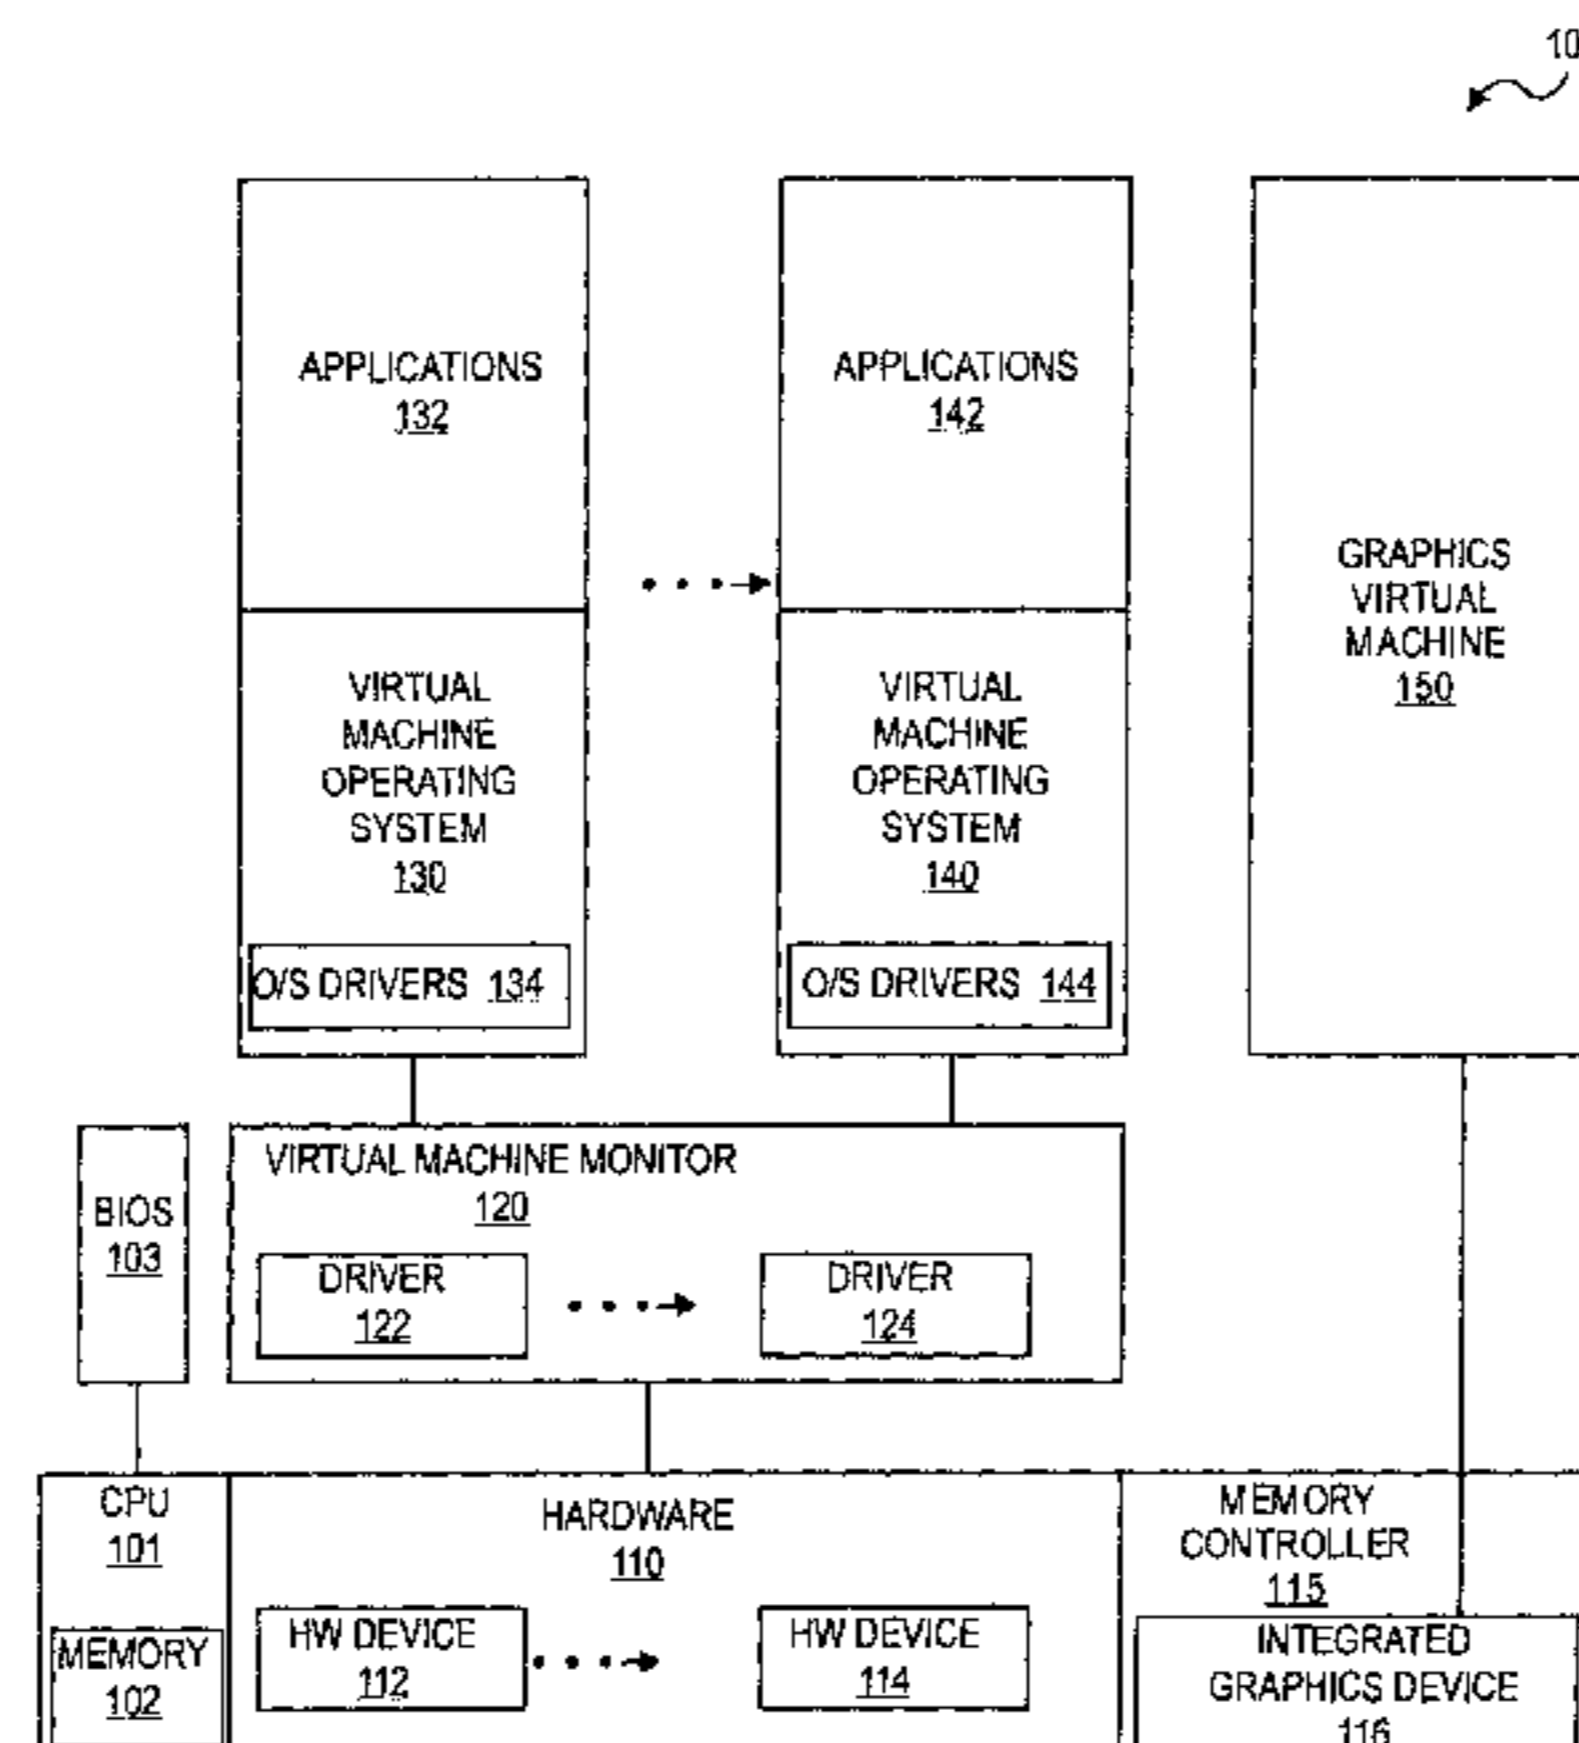 10
APPLICATIONS
132
APPLICATIONS
142
GRAPHICS
VIRTUAL
MACHINE
150
VIRTUAL
MACHINE
OPERATING
SYSTEM
130
VIRTUAL
MACHINE
OPERATING
SYSTEM
140
O/S DRIVERS 134
O/S DRIVERS 144
BIOS
103
VIRTUAL MACHINE MONITOR
120
DRIVER
122
DRIVER
124
CPU
101
MEMORY
102
HARDWARE
110
HW DEVICE
112
HW DEVICE
114
MEMORY
CONTROLLER
115
INTEGRATED
GRAPHICS DEVICE
116